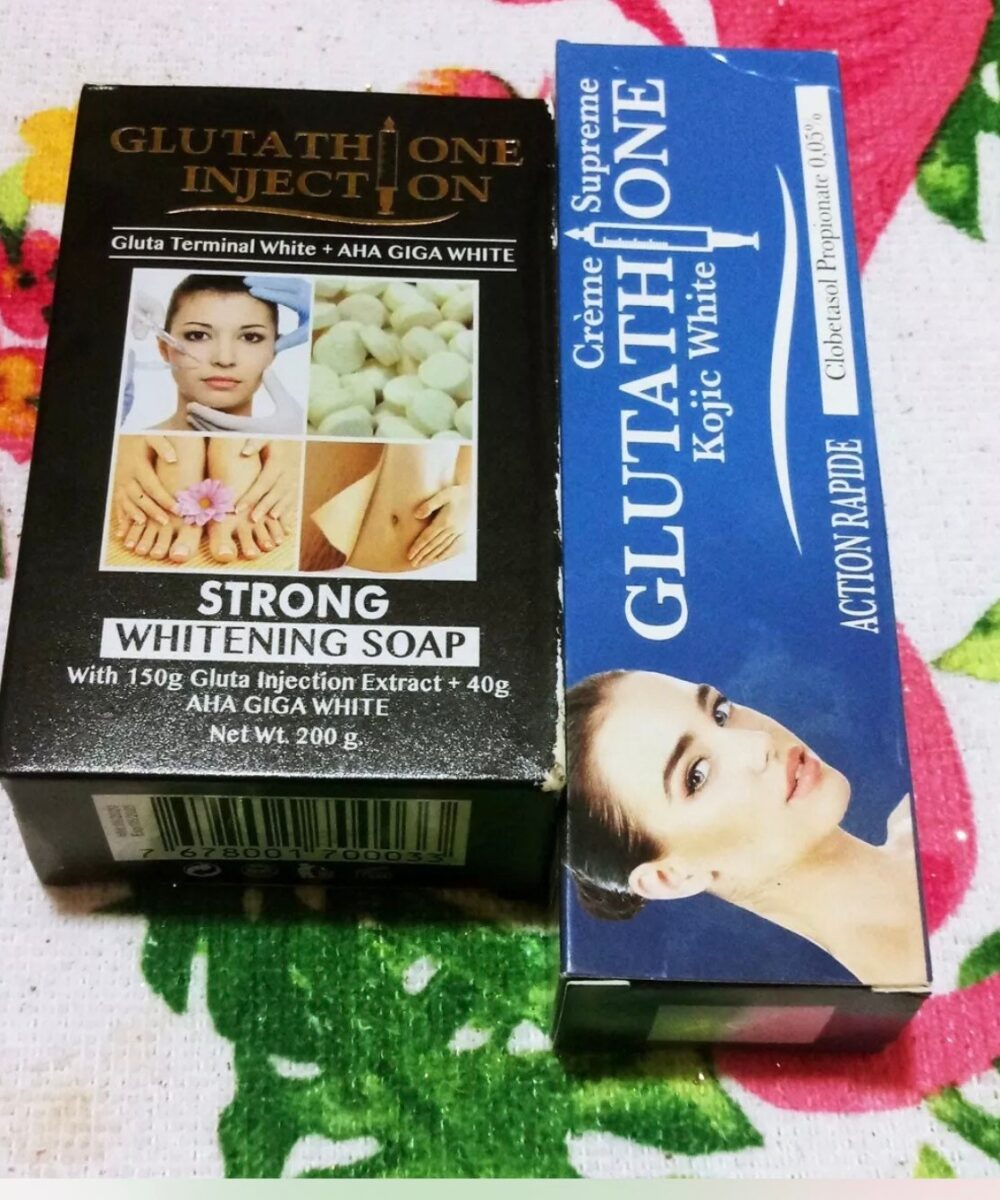 GLUTATHIONE
INJECTION
Gluta Terminal White + AHA GIGA WHITE
STRONG
WHITENING SOAP
With 150g Gluta Injection Extract + 40g
AHA GIGA WHITE
Net Wt. 200 g.
7 678001 700033
Crème Supreme
GLUTATHIONE
Kojic White
Clobetasol Propionate 0,05%
ACTION RAPIDE